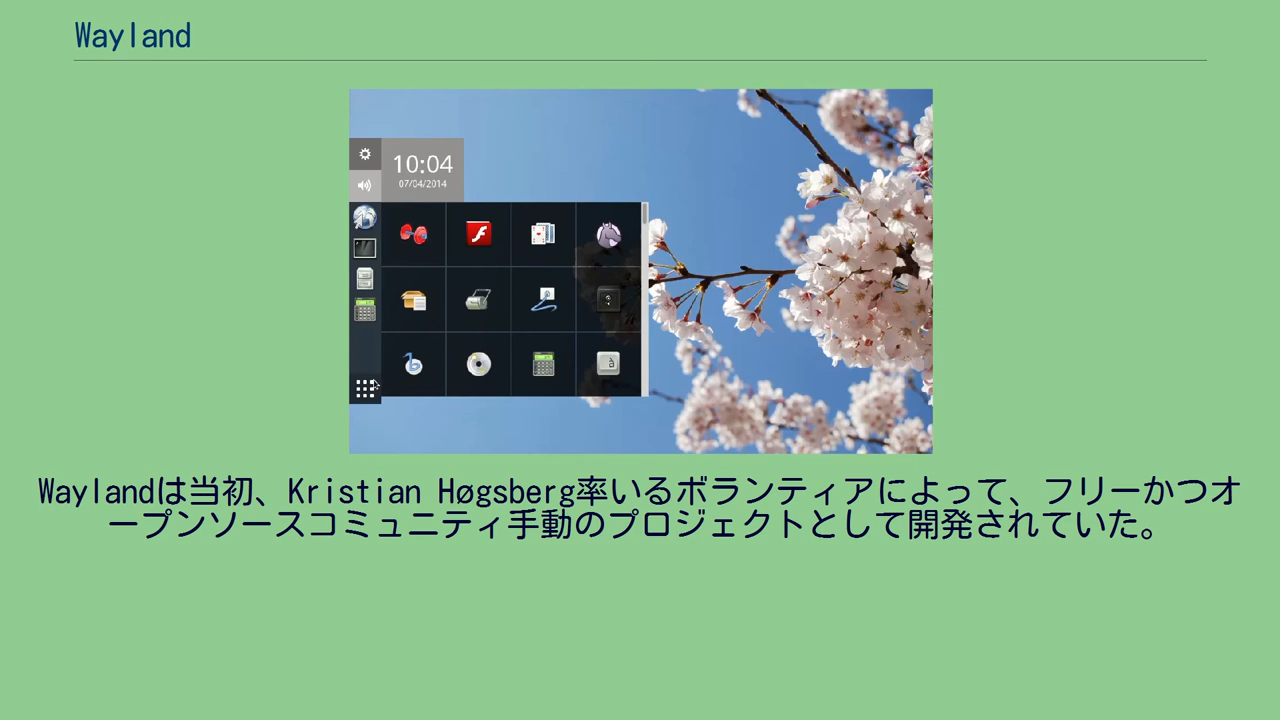 Wayland
10:04
07/04/2014
Waylandは当初、Kristian Høgsberg率いるボランティアによって、フリーかつオ
ープンソースコミュニティ手動のプロジェクトとして開発されていた。